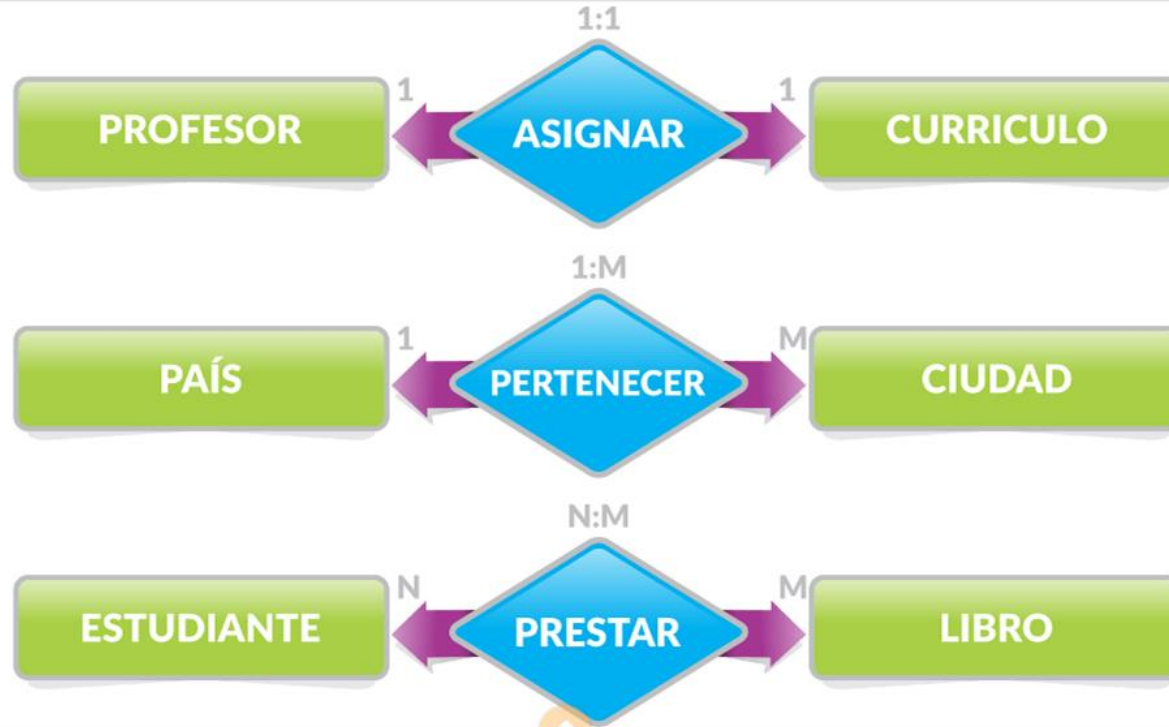 1:1
PROFESOR 1 ASIGNAR 1 CURRICULO
1:M
PAÍS 1 PERTENECER M CIUDAD
N:M
ESTUDIANTE N PRESTAR M LIBRO